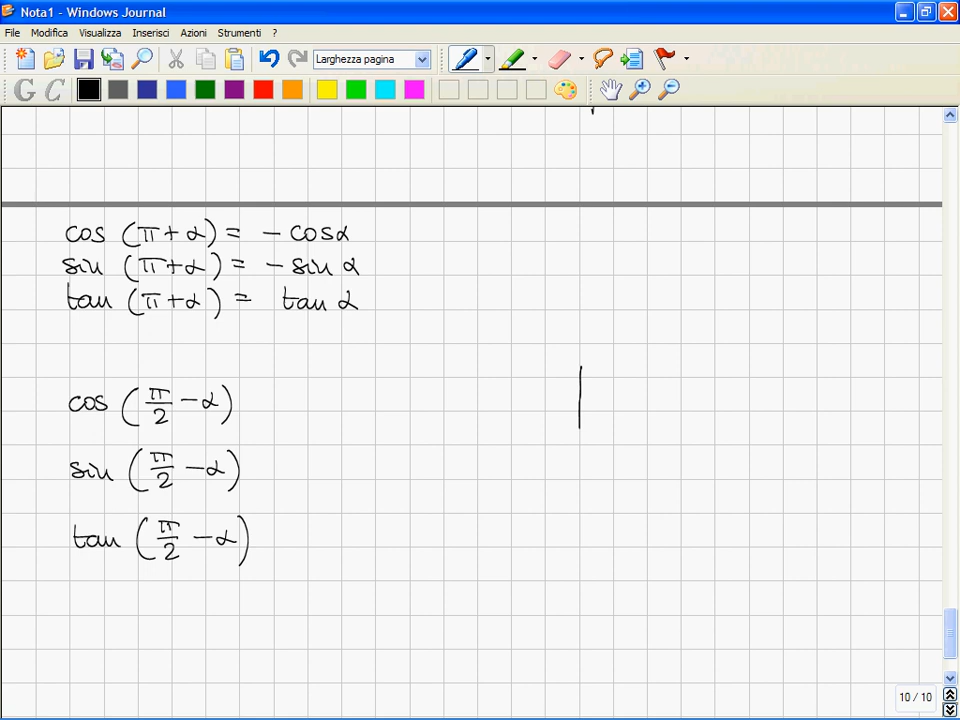 Nota1 - Windows Journal
File Modifica Visualizza Inserisci Azioni Strumenti ?
Larghezza pagina
G C
cos (π+α) = -cosα
sin (π+α) = -sin α
tan (π+α) = tan α
cos (π/2 -α)
sin (π/2 -α)
tan (π/2 -α)
10 / 10